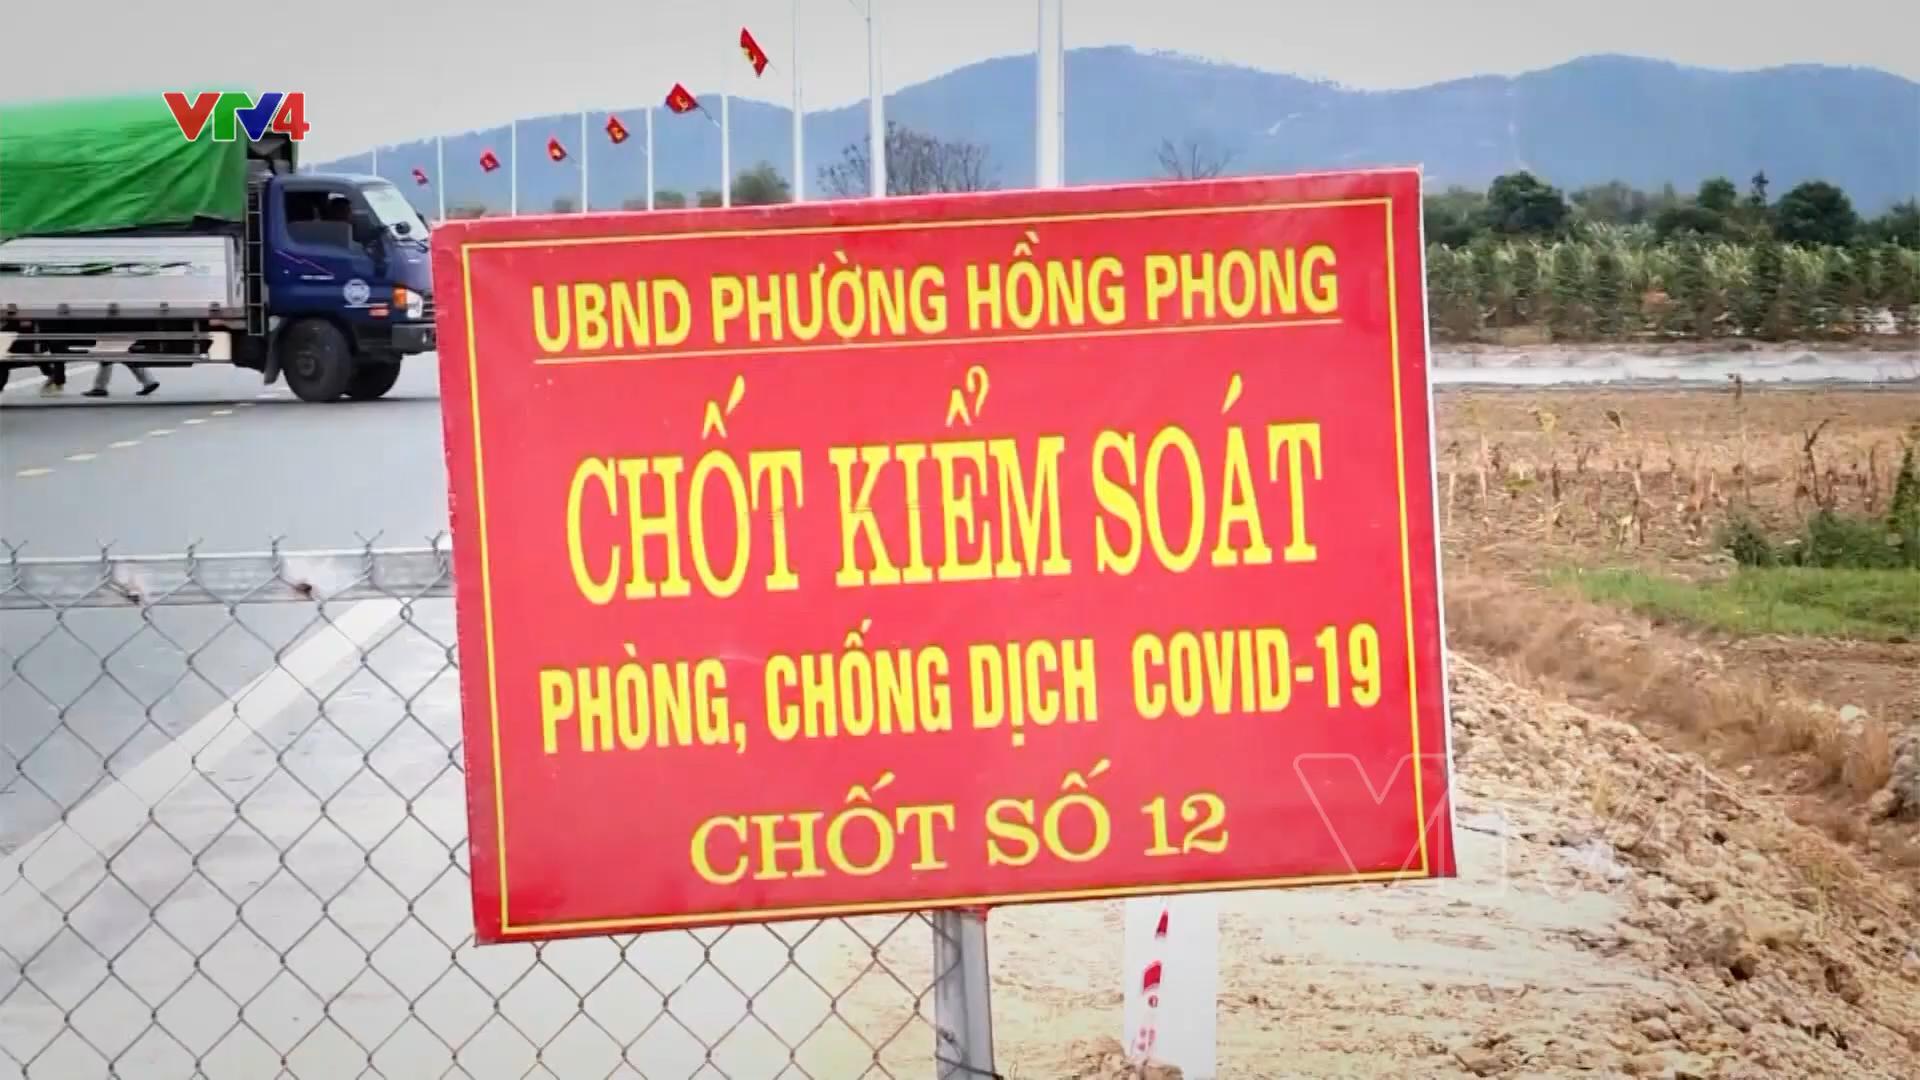 VTV4
UBND PHƯỜNG HỒNG PHONG
CHỐT KIỂM SOÁT
PHÒNG, CHỐNG DỊCH COVID-19
CHỐT SỐ 12